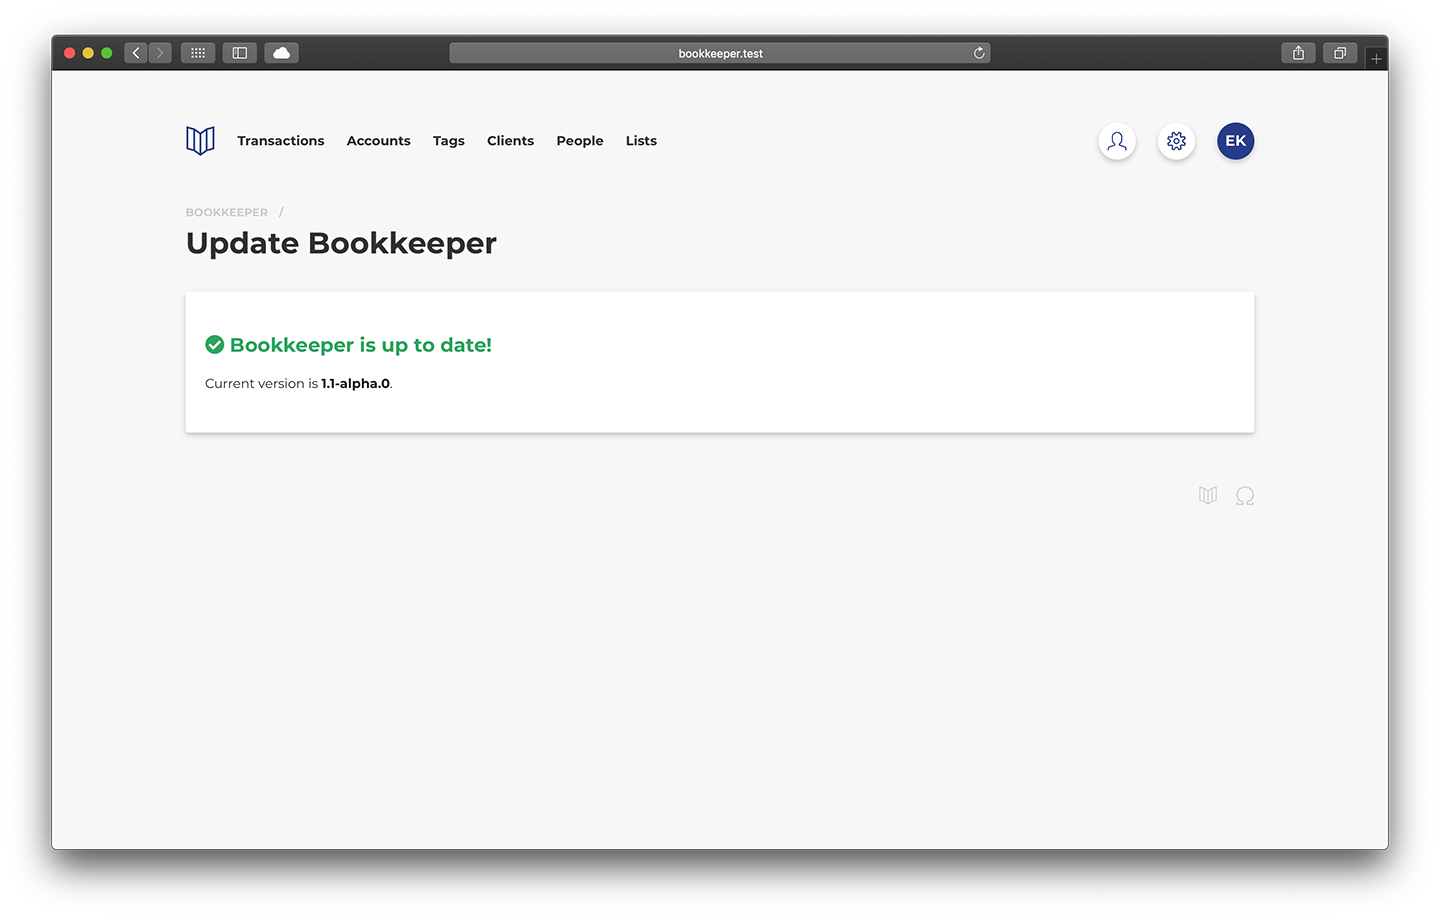 bookkeeper.test
Transactions Accounts Tags Clients People Lists
EK
BOOKKEEPER /
Update Bookkeeper
Bookkeeper is up to date!
Current version is 1.1-alpha.0.